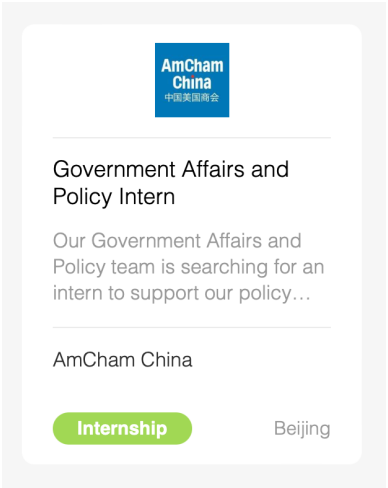 AmCham
China
中国美国商会
Government Affairs and
Policy Intern
Our Government Affairs and
Policy team is searching for an
intern to support our policy…
AmCham China
Internship
Beijing